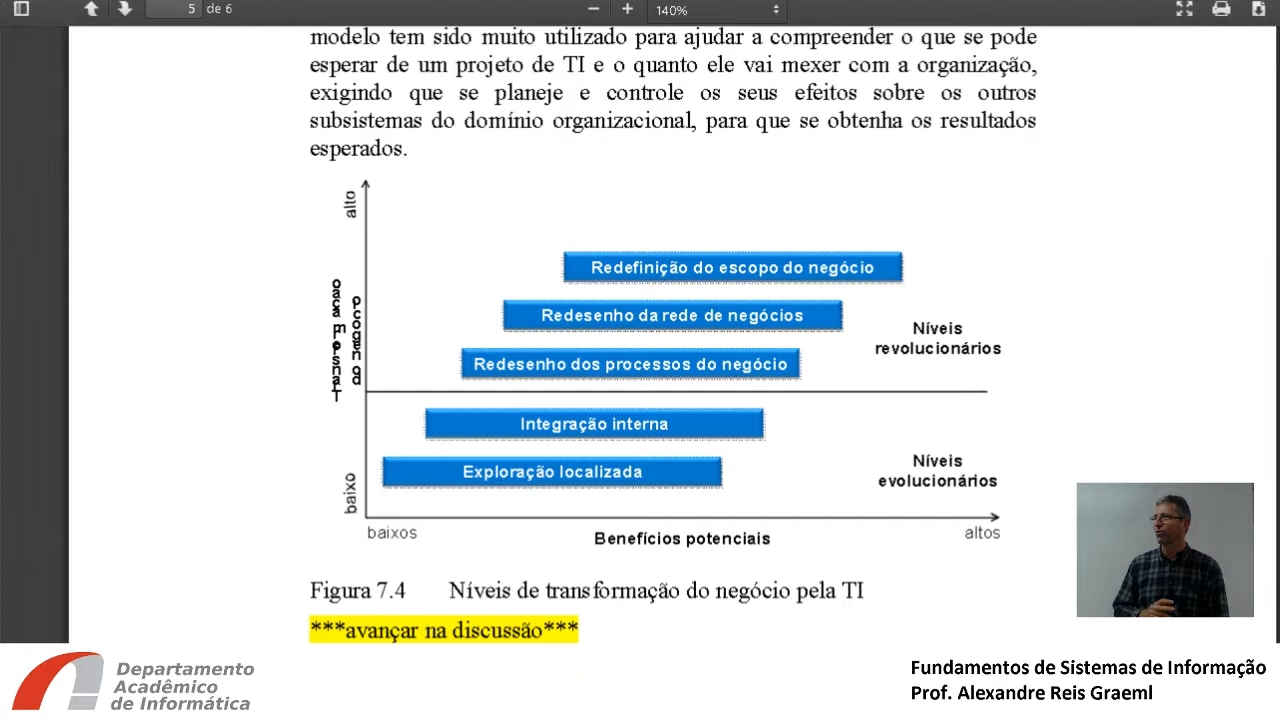 5 de 6
140%
modelo tem sido muito utilizado para ajudar a compreender o que se pode
esperar de um projeto de TI e o quanto ele vai mexer com a organização,
exigindo que se planeje e controle os seus efeitos sobre os outros
subsistemas do domínio organizacional, para que se obtenha os resultados
esperados.
alto
Redefinição do escopo do negócio
Redesenho da rede de negócios
Níveis
revolucionários
Redesenho dos processos do negócio
Integração interna
Exploração localizada
Níveis
evolucionários
baixo
baixos
Benefícios potenciais
altos
Figura 7.4 Níveis de transformação do negócio pela TI
***avançar na discussão***
Departamento
Acadêmico
de Informática
Fundamentos de Sistemas de Informação
Prof. Alexandre Reis Graeml